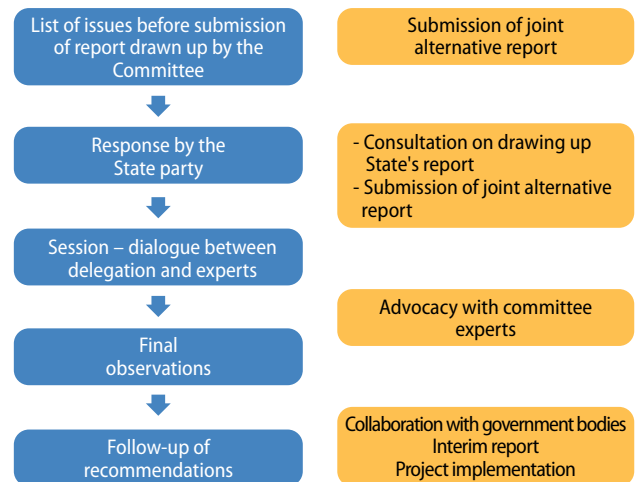 List of issues before submission
of report drawn up by the
Committee
Submission of joint
alternative report
Response by the
State party
- Consultation on drawing up
State's report
- Submission of joint alternative
report
Session – dialogue between
delegation and experts
Advocacy with committee
experts
Final
observations
Follow-up of
recommendations
Collaboration with government bodies
Interim report
Project implementation